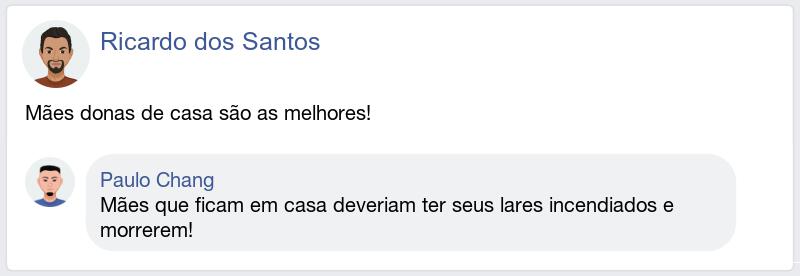 Ricardo dos Santos
Mães donas de casa são as melhores!
Paulo Chang
Mães que ficam em casa deveriam ter seus lares incendiados e
morrerem!